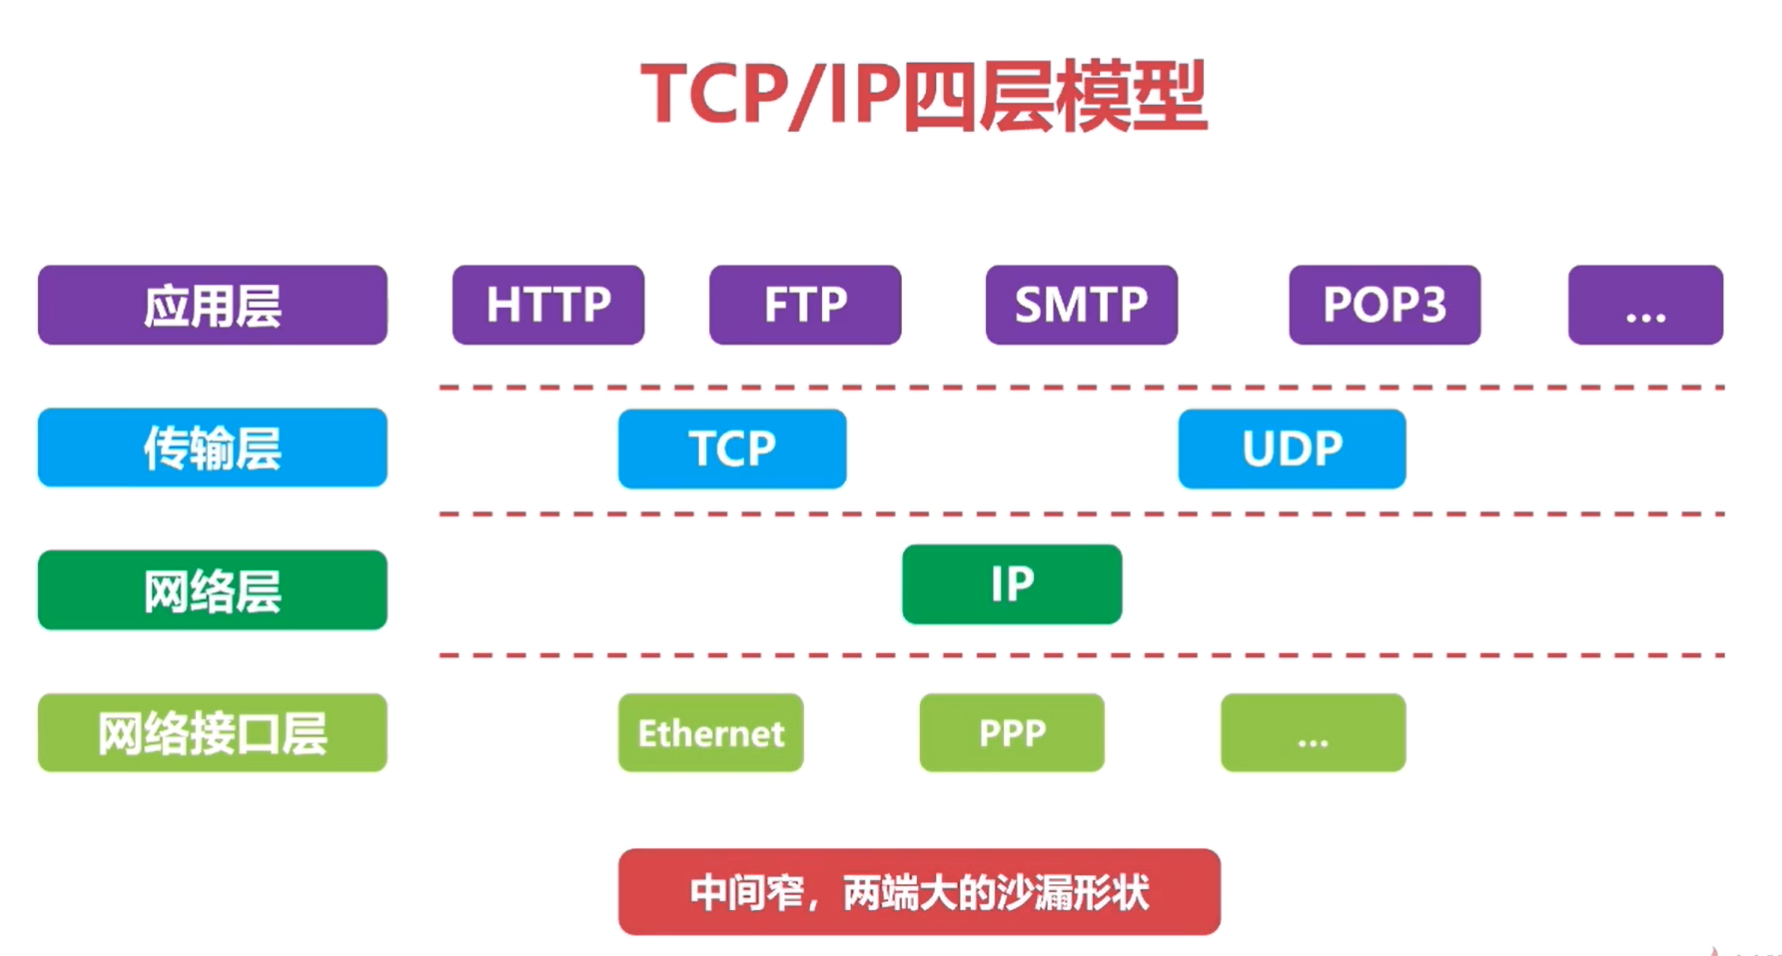 TCP/IP四层模型
应用层 HTTP FTP SMTP POP3 ...
传输层 TCP UDP
网络层 IP
网络接口层 Ethernet PPP ...
中间窄，两端大的沙漏形状